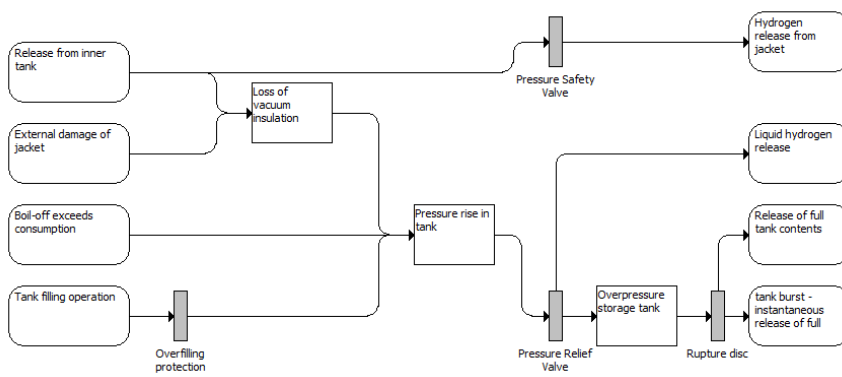 Release from inner
tank
Pressure Safety
Valve
Hydrogen
release from
jacket
Loss of
vacuum
insulation
External damage of
jacket
Liquid hydrogen
release
Boil-off exceeds
consumption
Pressure rise in
tank
Release of full
tank contents
Tank filling operation
Overfilling
protection
Pressure Relief
Valve
Overpressure
storage tank
Rupture disc
tank burst -
instantaneous
release of full